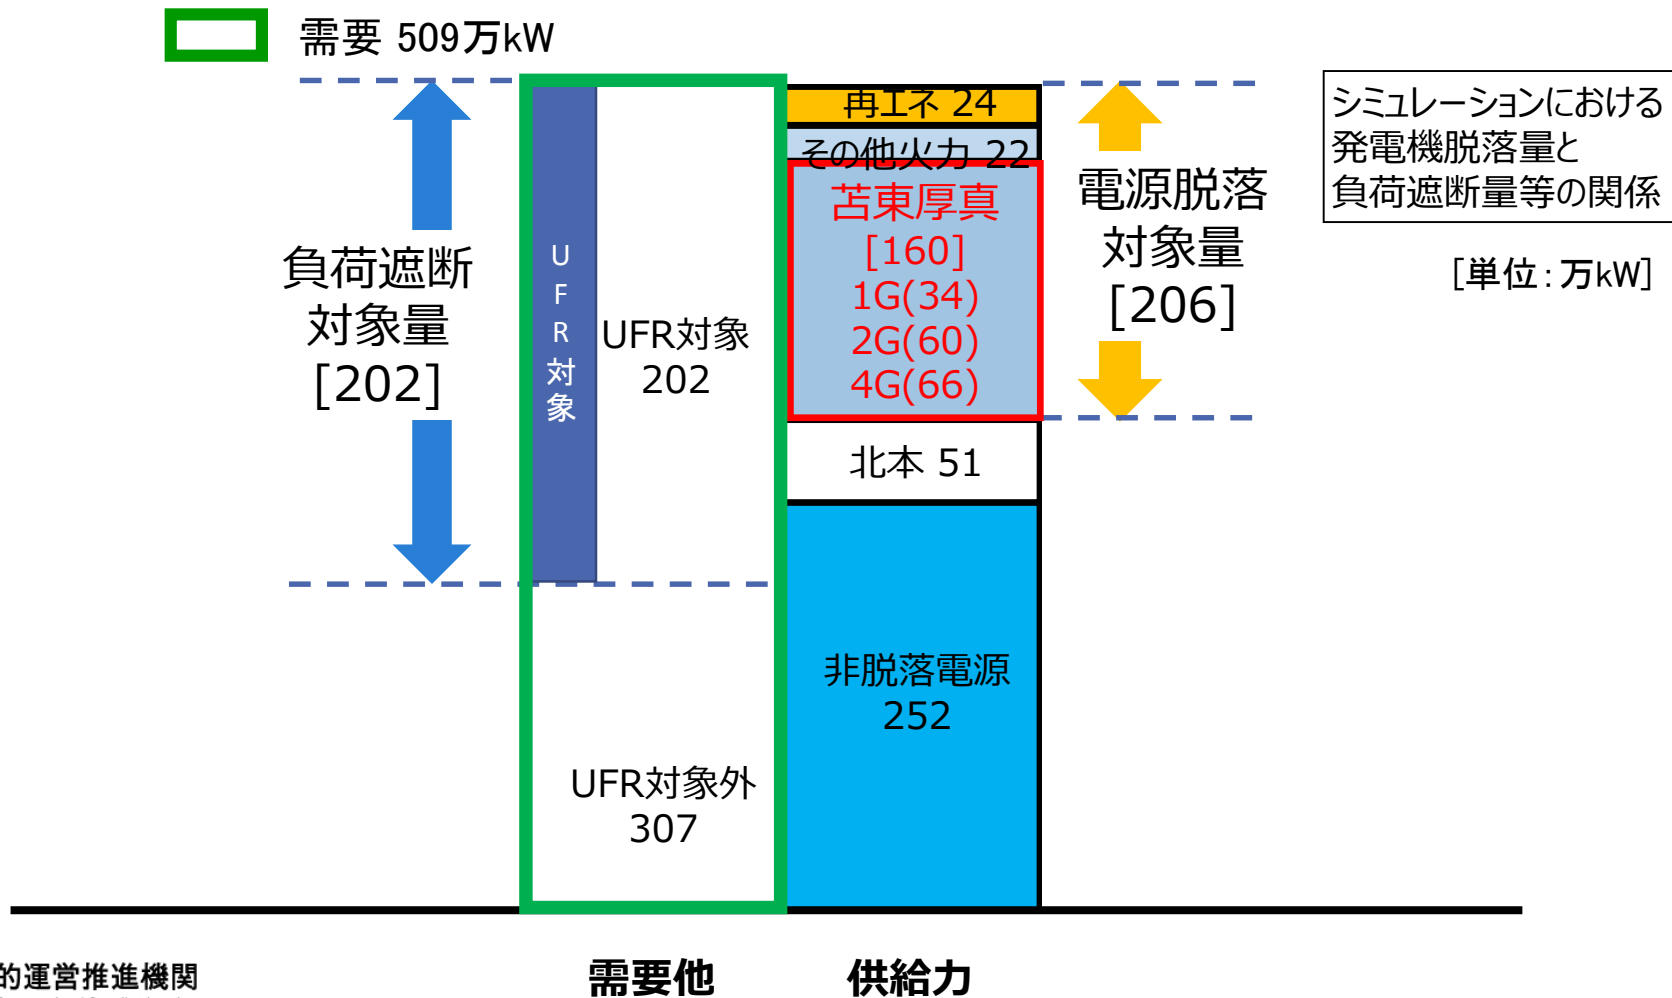 需要 509万kW
シミュレーションにおける
発電機脱落量と
負荷遮断量等の関係
[単位:万kW]
負荷遮断
対象量
[202]
U
F
R
対
象
UFR対象
202
UFR対象外
307
再エネ 24
その他火力 22
苫東厚真
[160]
1G(34)
2G(60)
4G(66)
北本 51
非脱落電源
252
電源脱落
対象量
[206]
需要他
供給力
的運営推進機関